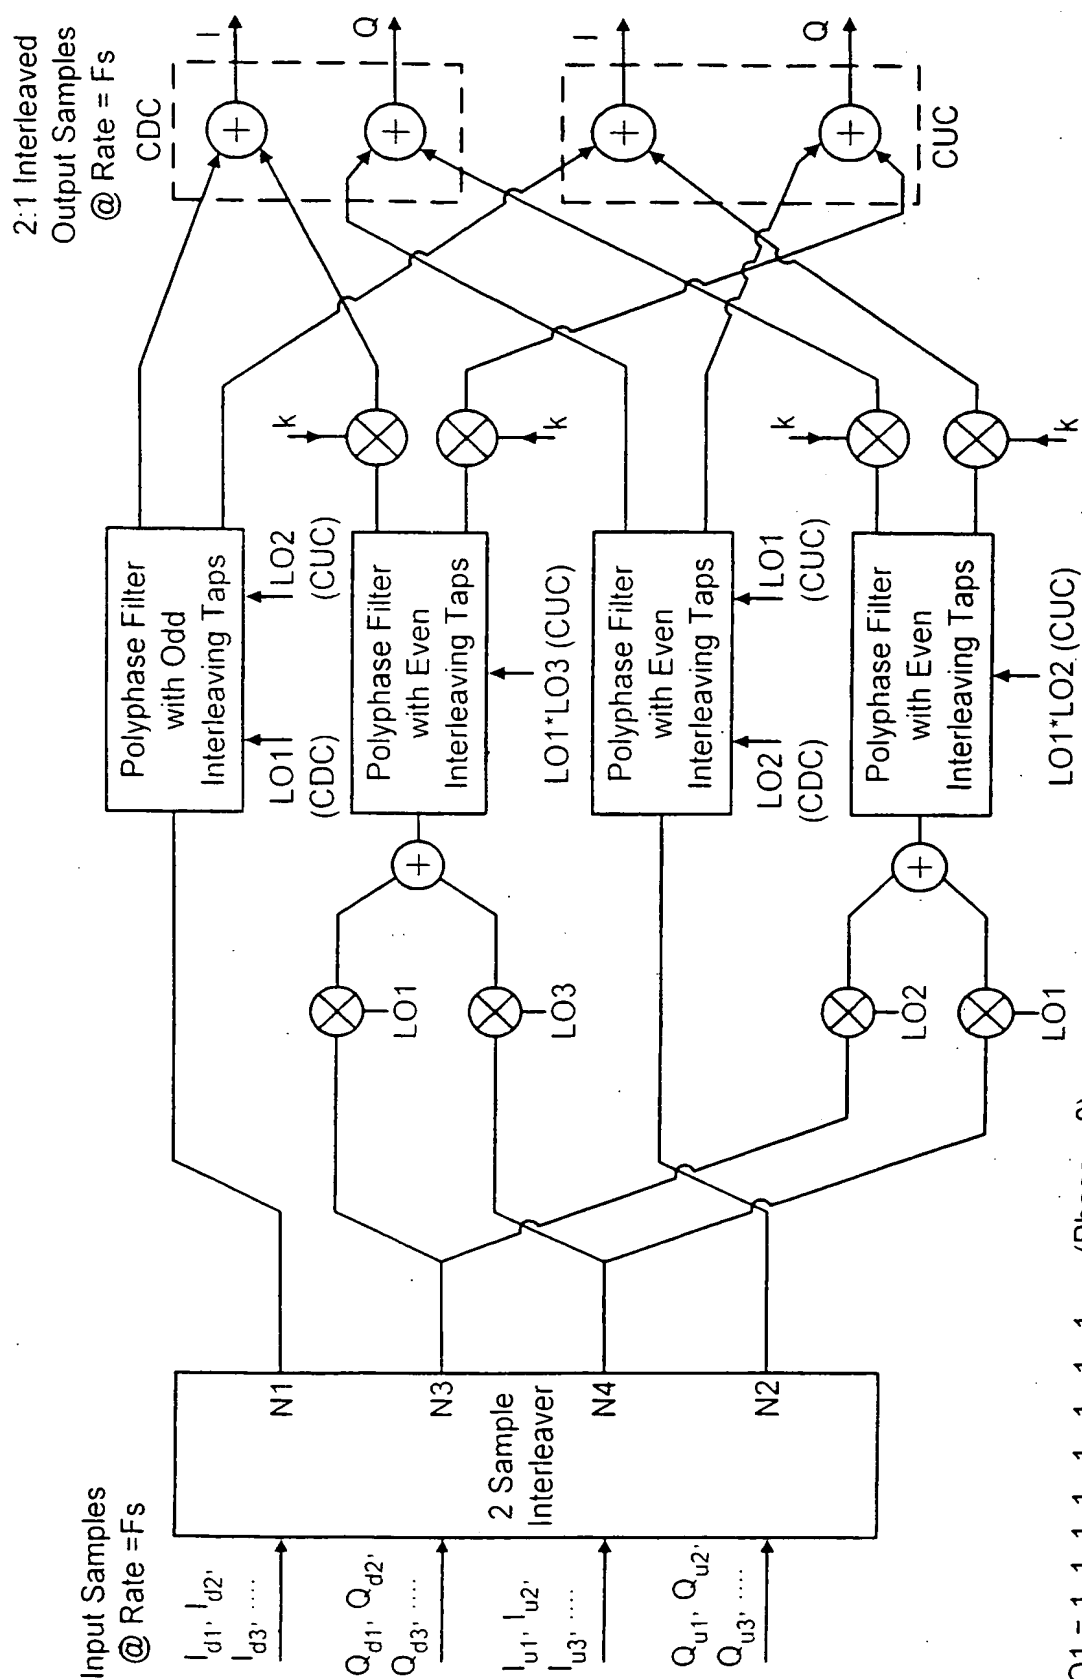 Input Samples
@ Rate =Fs
I_d1, I_d2,
I_d3, ....
Q_d1, Q_d2,
Q_d3, ....
I_u1, I_u2,
I_u3, ....
Q_u1, Q_u2,
Q_u3, ....
2 Sample
Interleaver
N1
N3
N4
N2
LO1
LO3
LO2
LO1
+
+
Polyphase Filter
with Odd
Interleaving Taps
LO1
(CDC)
LO2
(CUC)
Polyphase Filter
with Even
Interleaving Taps
LO1*LO3 (CUC)
Polyphase Filter
with Even
Interleaving Taps
LO2
(CDC)
LO1
(CUC)
Polyphase Filter
with Even
Interleaving Taps
LO1*LO2 (CUC)
k
k
k
k
2:1 Interleaved
Output Samples
@ Rate = Fs
CDC
+
I
+
Q
+
I
+
Q
CUC